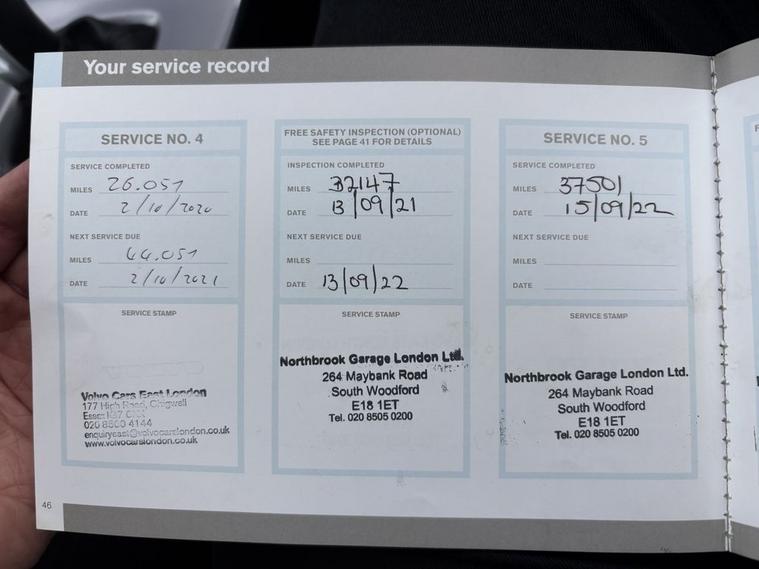 Your service record
SERVICE NO. 4
SERVICE COMPLETED
MILES 26.051
DATE 2/10/2020
NEXT SERVICE DUE
MILES 44.051
DATE 2/10/2021
SERVICE STAMP
Volvo Cars East London
177 High Road, Chigwell
Essex
020 8500 4144
enquiryeast@volvocarslondon.co.uk
www.volvocarslondon.co.uk
FREE SAFETY INSPECTION (OPTIONAL)
SEE PAGE 41 FOR DETAILS
INSPECTION COMPLETED
MILES 32147
DATE 13/09/21
NEXT SERVICE DUE
MILES
DATE 13/09/22
SERVICE STAMP
Northbrook Garage London Ltd.
264 Maybank Road
South Woodford
E18 1ET
Tel. 020 8505 0200
SERVICE NO. 5
SERVICE COMPLETED
MILES 37501
DATE 15/09/22
NEXT SERVICE DUE
MILES
DATE
SERVICE STAMP
Northbrook Garage London Ltd.
264 Maybank Road
South Woodford
E18 1ET
Tel. 020 8505 0200
46